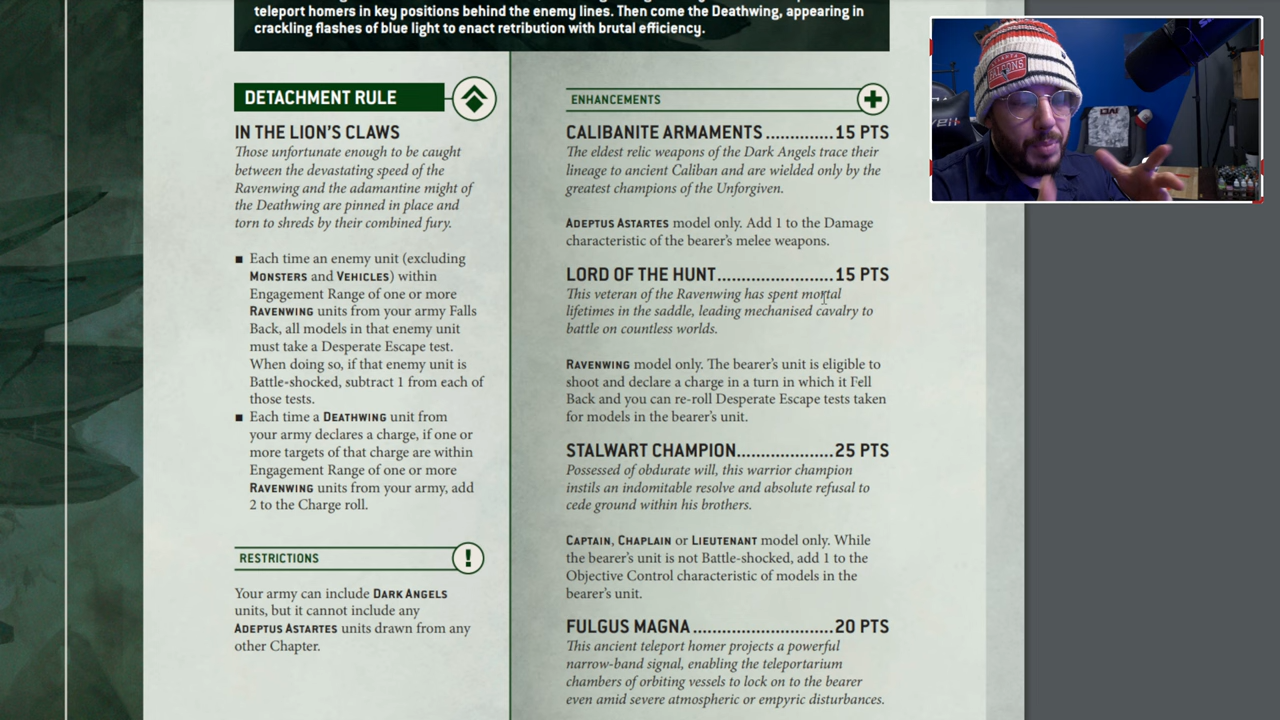 teleport homers in key positions behind the enemy lines. Then come the Deathwing, appearing in
crackling flashes of blue light to enact retribution with brutal efficiency.
DETACHMENT RULE
IN THE LION'S CLAWS
Those unfortunate enough to be caught
between the devastating speed of the
Ravenwing and the adamantine might of
the Deathwing are pinned in place and
torn to shreds by their combined fury.
■ Each time an enemy unit (excluding
MONSTERS and VEHICLES) within
Engagement Range of one or more
RAVENWING units from your army Falls
Back, all models in that enemy unit
must take a Desperate Escape test.
When doing so, if that enemy unit is
Battle-shocked, subtract 1 from each of
those tests.
■ Each time a DEATHWING unit from
your army declares a charge, if one or
more targets of that charge are within
Engagement Range of one or more
RAVENWING units from your army, add
2 to the Charge roll.
RESTRICTIONS
!
Your army can include DARK ANGELS
units, but it cannot include any
ADEPTUS ASTARTES units drawn from any
other Chapter.
ENHANCEMENTS
CALIBANITE ARMAMENTS.............15 PTS
The eldest relic weapons of the Dark Angels trace their
lineage to ancient Caliban and are wielded only by the
greatest champions of the Unforgiven.
ADEPTUS ASTARTES model only. Add 1 to the Damage
characteristic of the bearer's melee weapons.
LORD OF THE HUNT......................15 PTS
This veteran of the Ravenwing has spent mortal
lifetimes in the saddle, leading mechanised cavalry to
battle on countless worlds.
RAVENWING model only. The bearer's unit is eligible to
shoot and declare a charge in a turn in which it Fell
Back and you can re-roll Desperate Escape tests taken
for models in the bearer's unit.
STALWART CHAMPION..................25 PTS
Possessed of obdurate will, this warrior champion
instils an indomitable resolve and absolute refusal to
cede ground within his brothers.
CAPTAIN, CHAPLAIN or LIEUTENANT model only. While
the bearer's unit is not Battle-shocked, add 1 to the
Objective Control characteristic of models in the
bearer's unit.
FULGUS MAGNA..........................20 PTS
This ancient teleport homer projects a powerful
narrow-band signal, enabling the teleportarium
chambers of orbiting vessels to lock on to the bearer
even amid severe atmospheric or empyric disturbances.
FALCONS